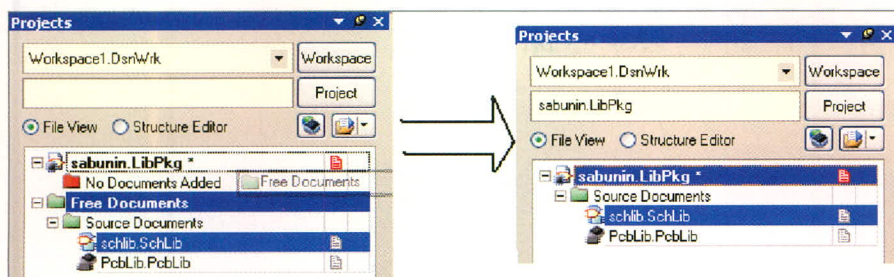 Projects
Workspace1.DsnWrk
Workspace
Project
File View
Structure Editor
sabunin.LibPkg *
No Documents Added
Free Documents
Free Documents
Source Documents
schlib.SchLib
PcbLib.PcbLib
Projects
Workspace1.DsnWrk
Workspace
sabunin.LibPkg
Project
File View
Structure Editor
sabunin.LibPkg *
Source Documents
schlib.SchLib
PcbLib.PcbLib